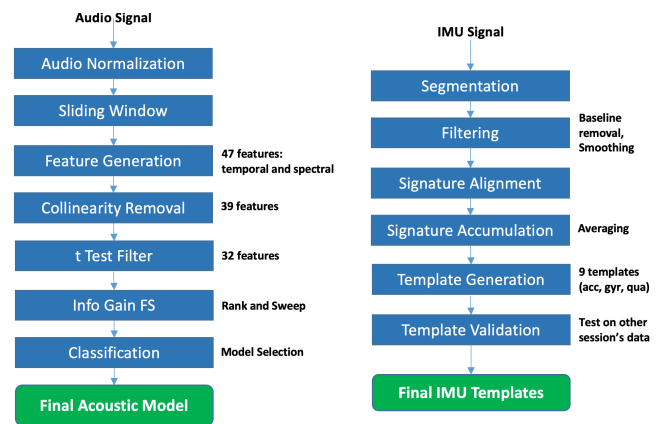 Audio Signal
Audio Normalization
Sliding Window
Feature Generation
47 features:
temporal and spectral
Collinearity Removal
39 features
t Test Filter
32 features
Info Gain FS
Rank and Sweep
Classification
Model Selection
Final Acoustic Model
IMU Signal
Segmentation
Filtering
Baseline
removal,
Smoothing
Signature Alignment
Signature Accumulation
Averaging
Template Generation
9 templates
(acc, gyr, qua)
Template Validation
Test on other
session's data
Final IMU Templates